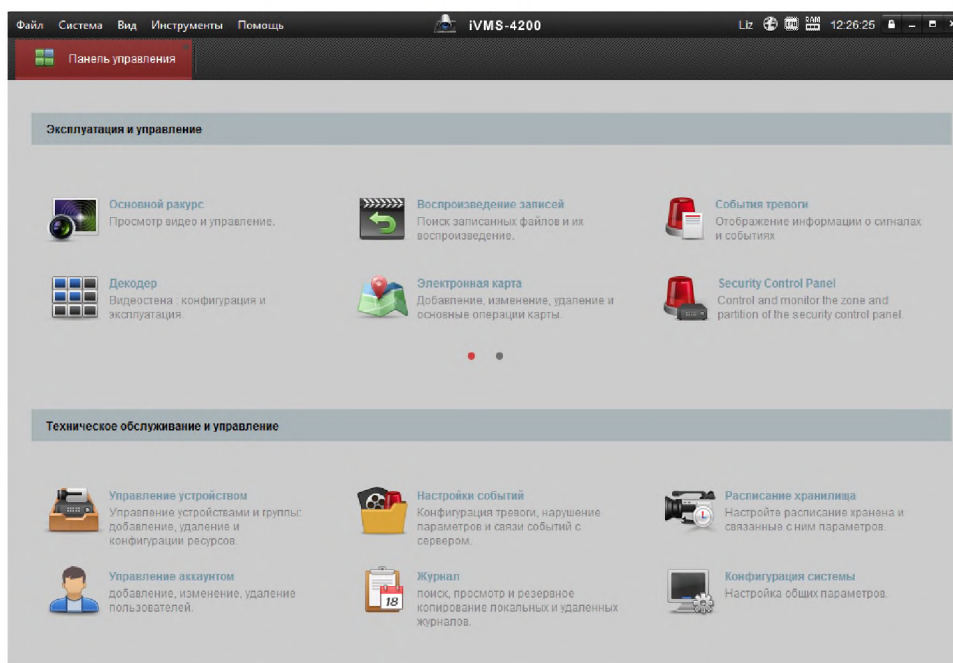 Файл Система Вид Инструменты Помощь iVMS-4200 Liz CPU RAM 12:26:25
Панель управления
Эксплуатация и управление
Основной ракурс
Просмотр видео и управление.
Воспроизведение записей
Поиск записанных файлов и их
воспроизведение.
События тревоги
Отображение информации о сигналах
и событиях
Декодер
Видеостена : конфигурация и
эксплуатация.
Электронная карта
Добавление, изменение, удаление и
основные операции карты.
Security Control Panel
Control and monitor the zone and
partition of the security control panel.
Техническое обслуживание и управление
Управление устройством
Управление устройствами и группы:
добавление, удаление и
конфигурации ресурсов.
Настройки событий
Конфигурация тревоги, нарушение
параметров и связи событий с
сервером.
Расписание хранилища
Настройте расписание хранена и
связанные с ним параметров.
Управление аккаунтом
добавление, изменение, удаление
пользователей.
18
Журнал
поиск, просмотр и резервное
копирование локальных и удаленных
журналов.
Конфигурация системы
Настройка общих параметров.